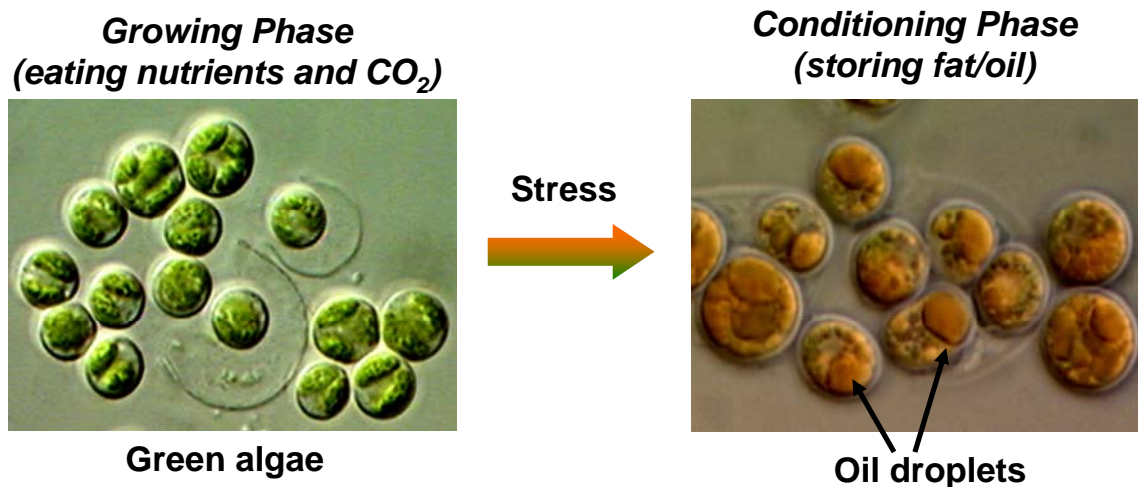 Growing Phase
(eating nutrients and CO₂)
Conditioning Phase
(storing fat/oil)
Stress
Green algae
Oil droplets